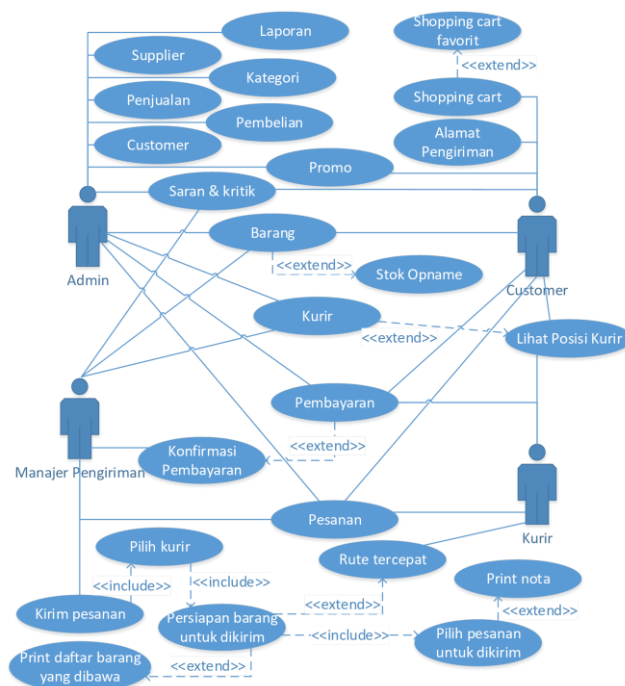 Laporan
Shopping cart
favorit
Supplier
<<extend>>
Kategori
Shopping cart
Penjualan
Pembelian
Alamat
Pengiriman
Customer
Promo
Saran & kritik
Barang
Admin
<<extend>>
Stok Opname
Customer
Kurir
<<extend>>
Lihat Posisi Kurir
Pembayaran
<<extend>>
Manajer Pengiriman
Konfirmasi
Pembayaran
Pesanan
Kurir
Pilih kurir
Rute tercepat
Print nota
<<include>>
<<include>>
Kirim pesanan
Persiapan barang
untuk dikirim
<<extend>>
<<include>>
<<extend>>
Pilih pesanan
untuk dikirim
Print daftar barang
yang dibawa
<<extend>>